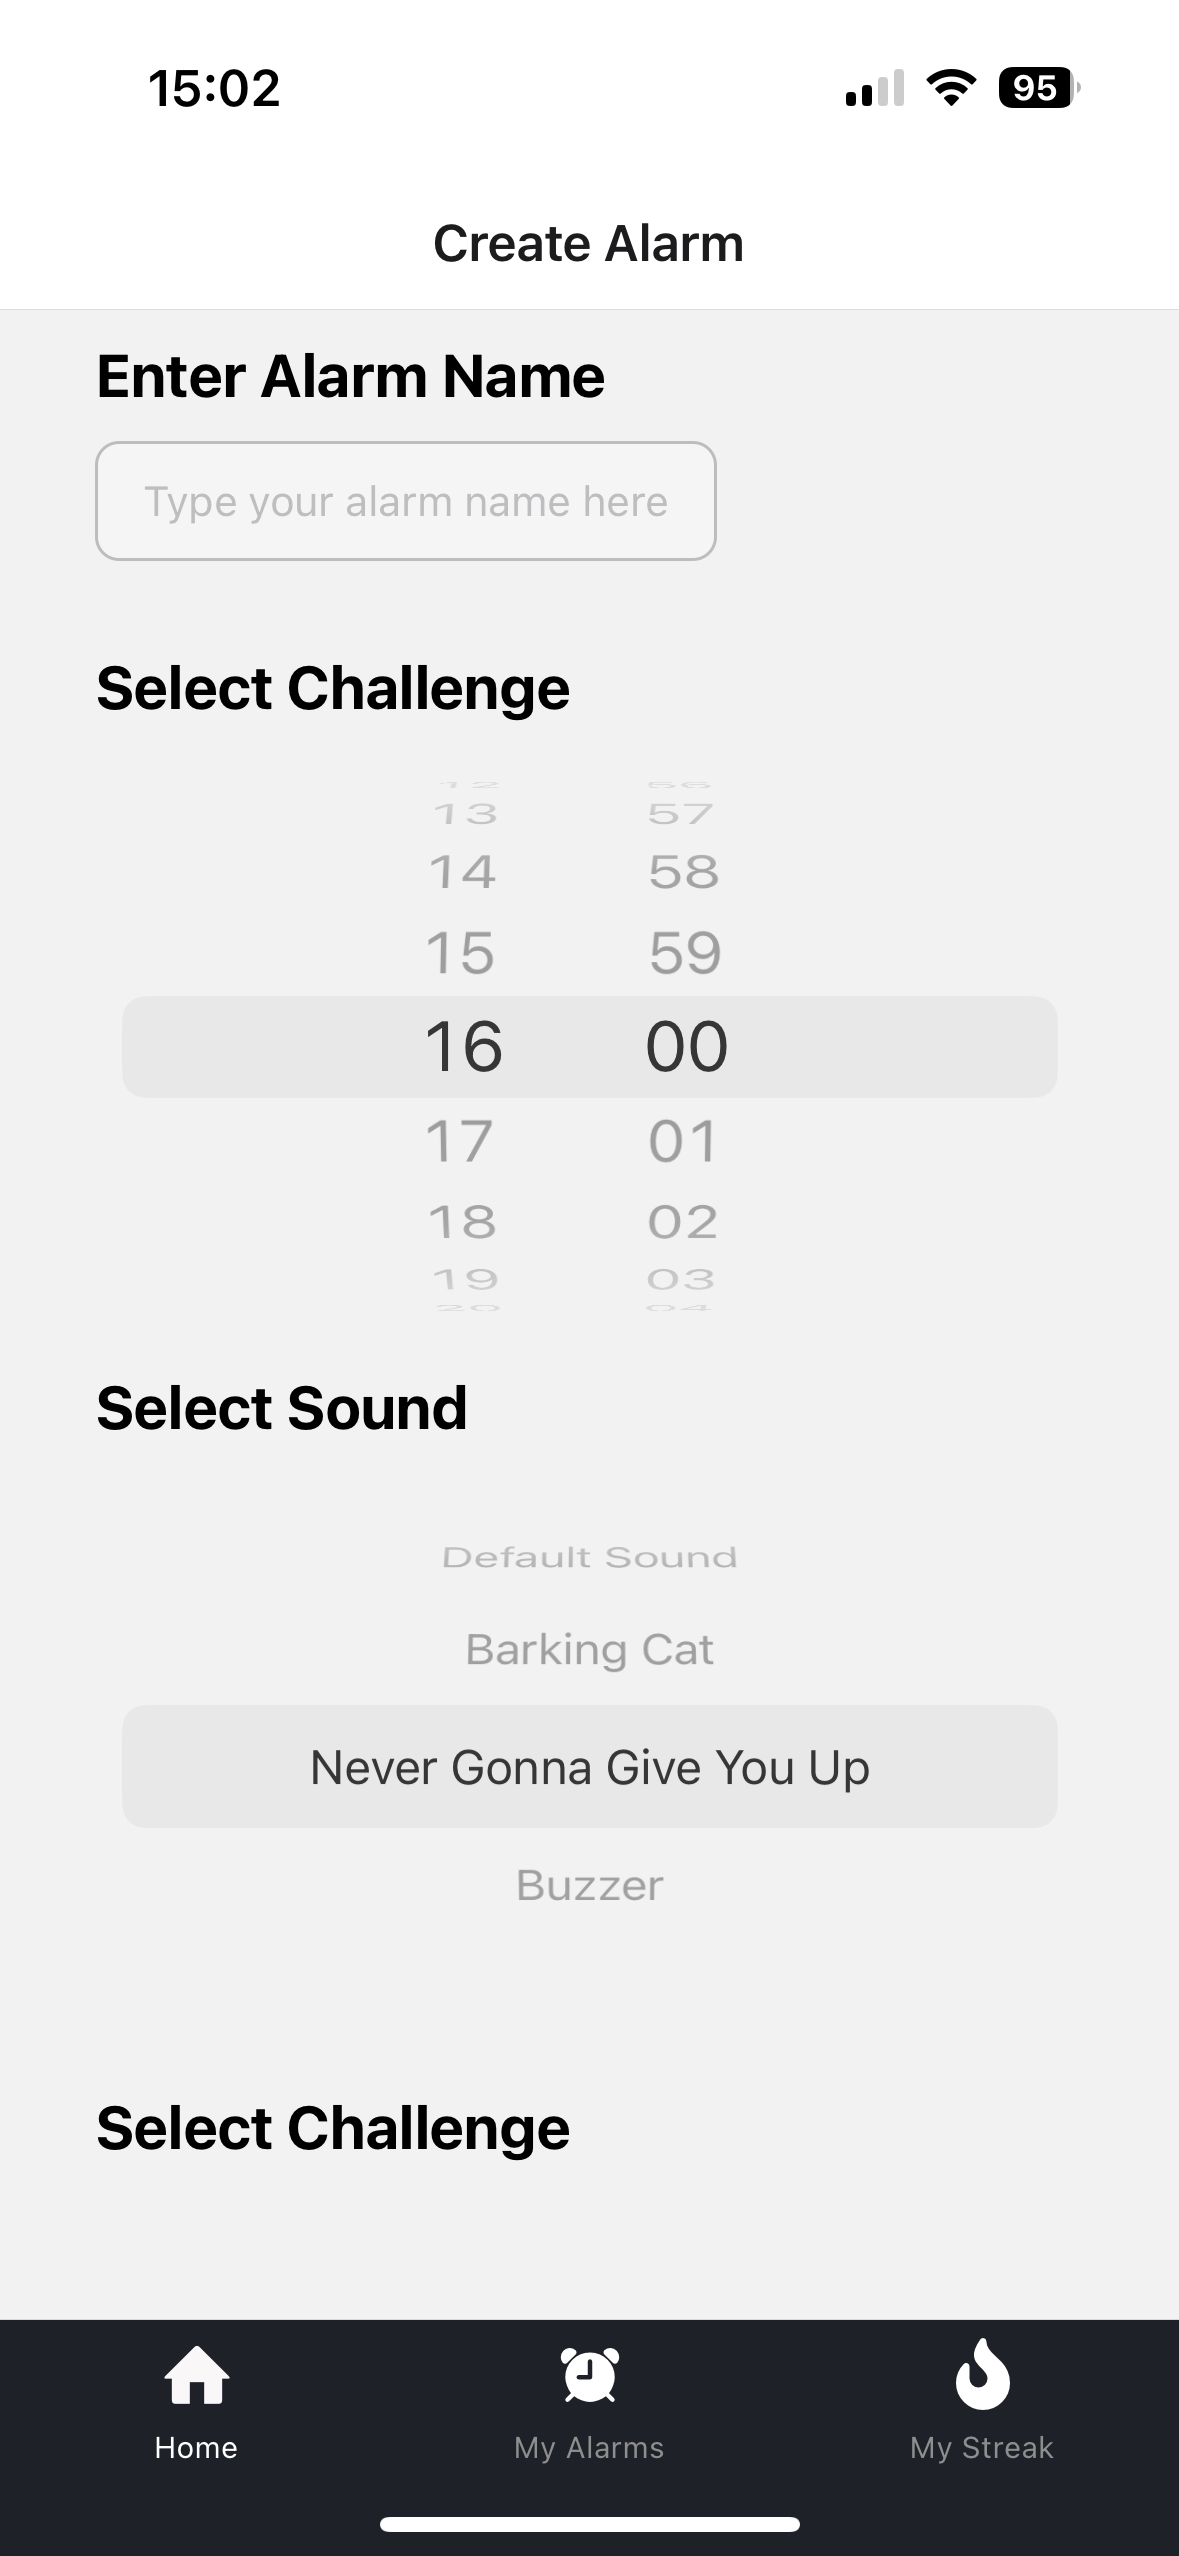 15:02
95
Create Alarm
Enter Alarm Name
Type your alarm name here
Select Challenge
12 56
13 57
14 58
15 59
16 00
17 01
18 02
19 03
20 04
Select Sound
Default Sound
Barking Cat
Never Gonna Give You Up
Buzzer
Select Challenge
Home My Alarms My Streak